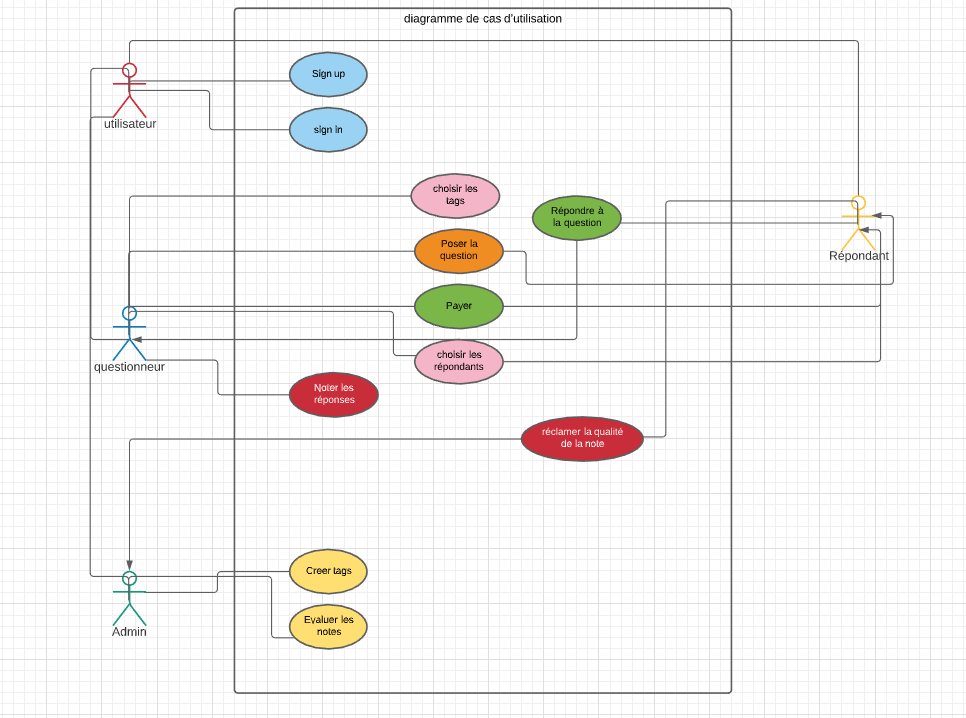 diagramme de cas d'utilisation
Sign up
utilisateur
sign in
choisir les
tags
Répondre à
la question
Poser la
question
Répondant
Payer
choisir les
répondants
questionneur
Noter les
réponses
réclamer la qualité
de la note
Creer tags
Evaluer les
notes
Admin